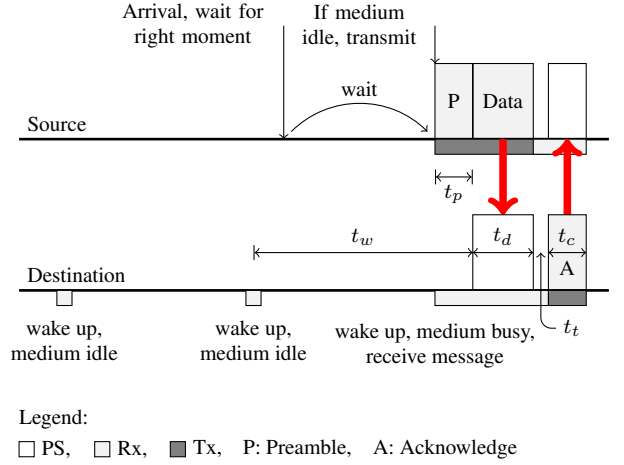 Arrival, wait for
right moment
If medium
idle, transmit
wait
P
Data
Source
t_p
t_w
t_d
t_c
Destination
A
wake up,
medium idle
wake up,
medium idle
wake up, medium busy,
receive message
t_t
Legend:
PS, Rx, Tx, P: Preamble, A: Acknowledge